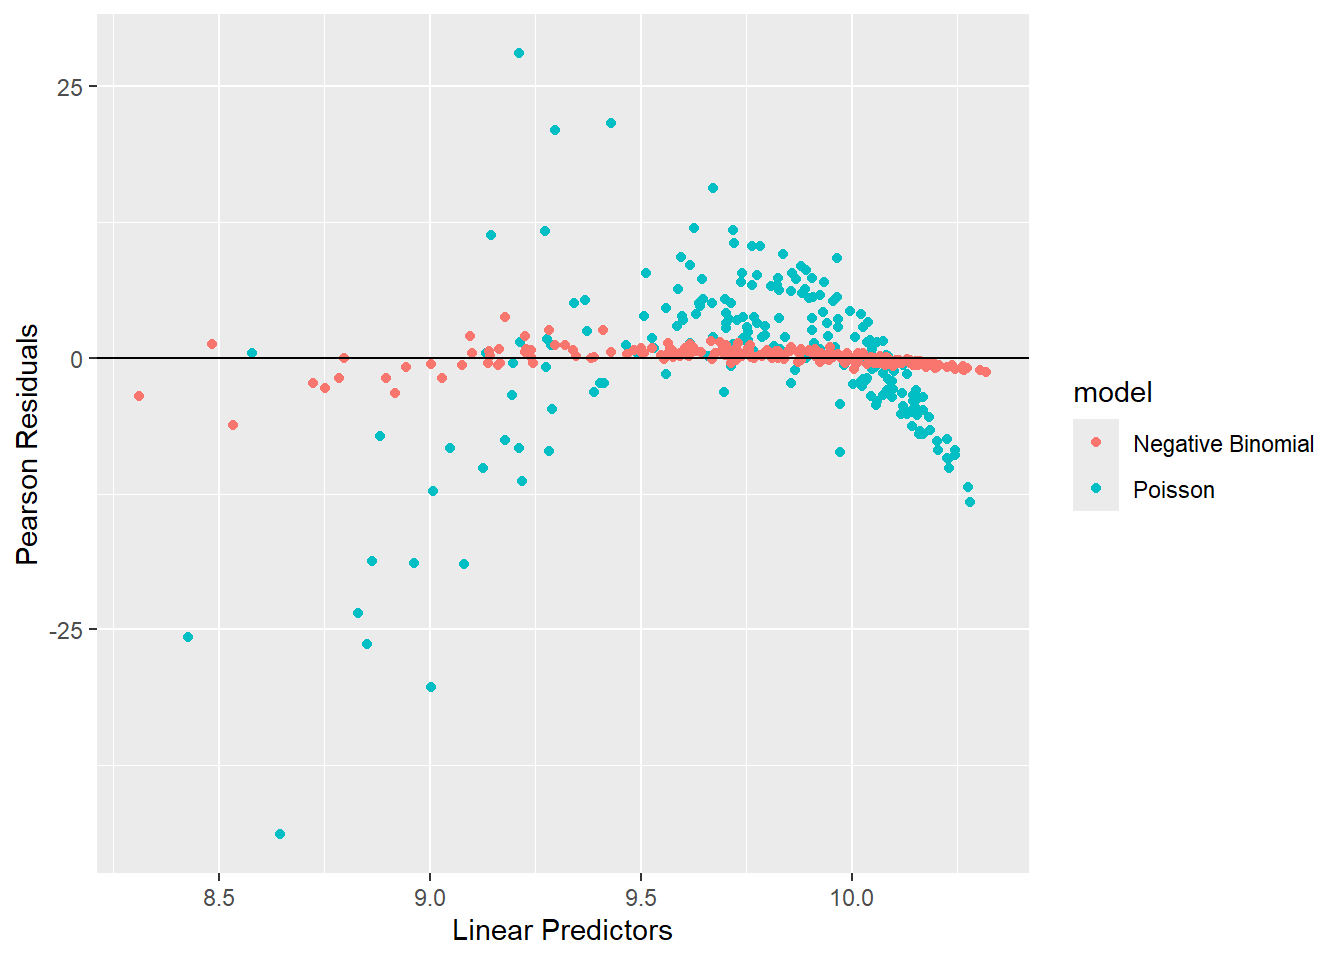 25
0
-25
8.5
9.0
9.5
10.0
Linear Predictors
Pearson Residuals
model
Negative Binomial
Poisson